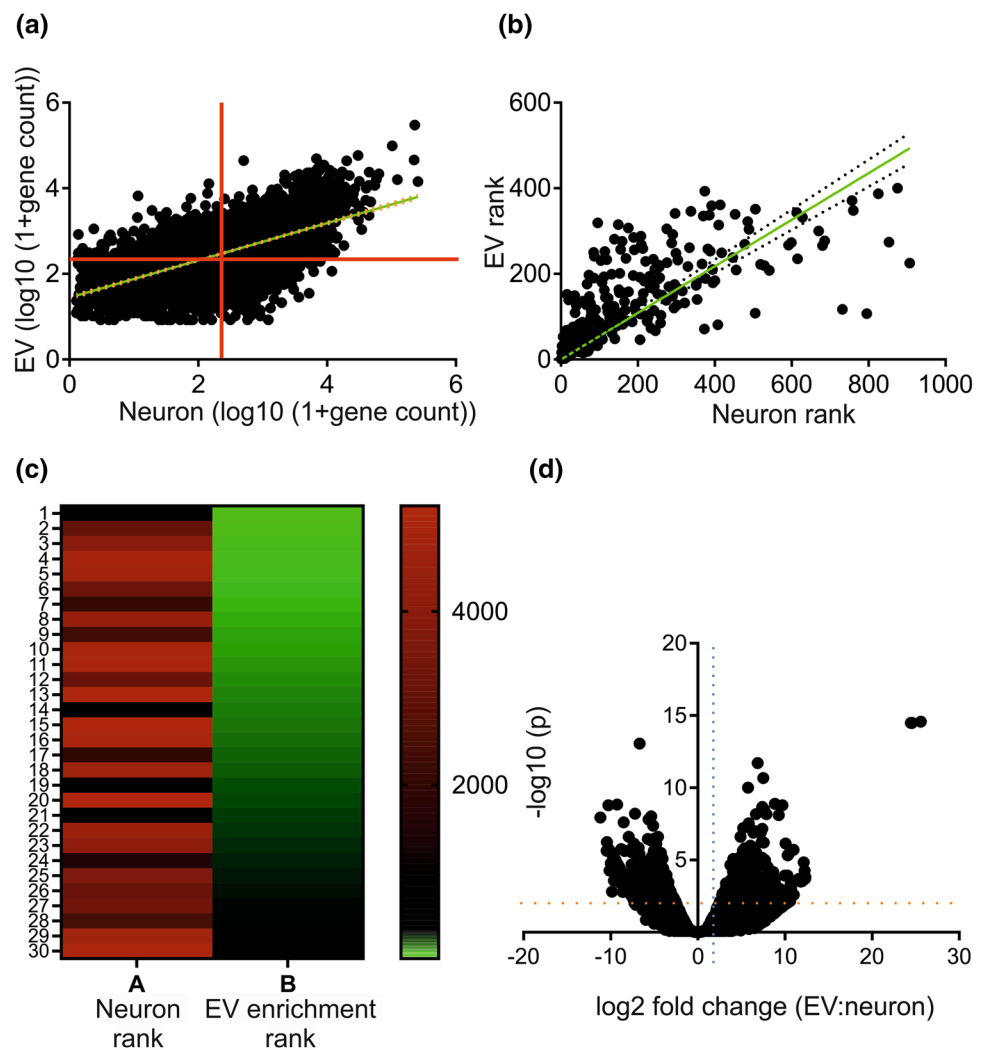 (a)
EV (log10 (1+gene count))
6
4
2
0
0 2 4 6
Neuron (log10 (1+gene count))
(b)
EV rank
600
400
200
0
0 200 400 600 800 1000
Neuron rank
(c)
1
2
3
4
5
6
7
8
9
10
11
12
13
14
15
16
17
18
19
20
21
22
23
24
25
26
27
28
29
30
4000
2000
A B
Neuron rank
EV enrichment rank
(d)
-log10 (p)
20
15
10
5
-20 -10 0 10 20 30
log2 fold change (EV:neuron)